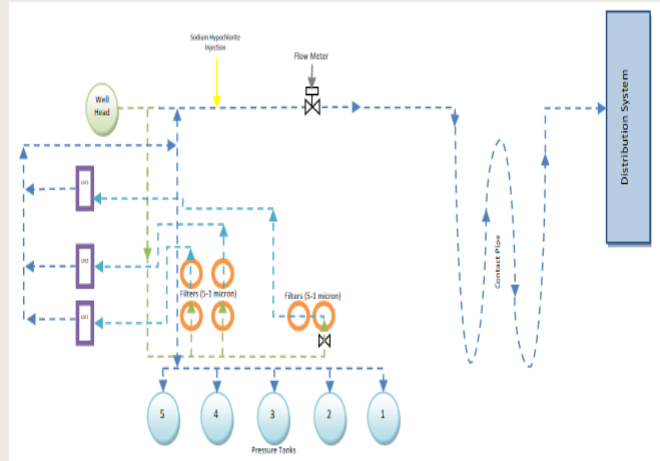 Sodium Hypochlorite
Injection
Flow Meter
Well
Head
Distribution System
Contact Pipe
Filters (5-1 micron)
Filters (5-1 micron)
5
4
3
2
1
Pressure Tanks